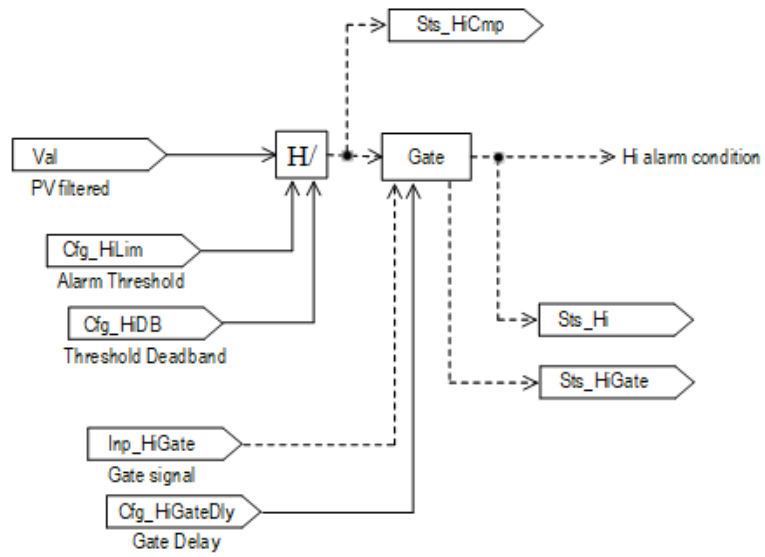 Sts_HiCmp
Val
H/
Gate
Hi alarm condition
PV filtered
Cfg_HiLim
Alarm Threshold
Cfg_HiDB
Sts_Hi
Threshold Deadband
Sts_HiGate
Inp_HiGate
Gate signal
Cfg_HiGateDly
Gate Delay